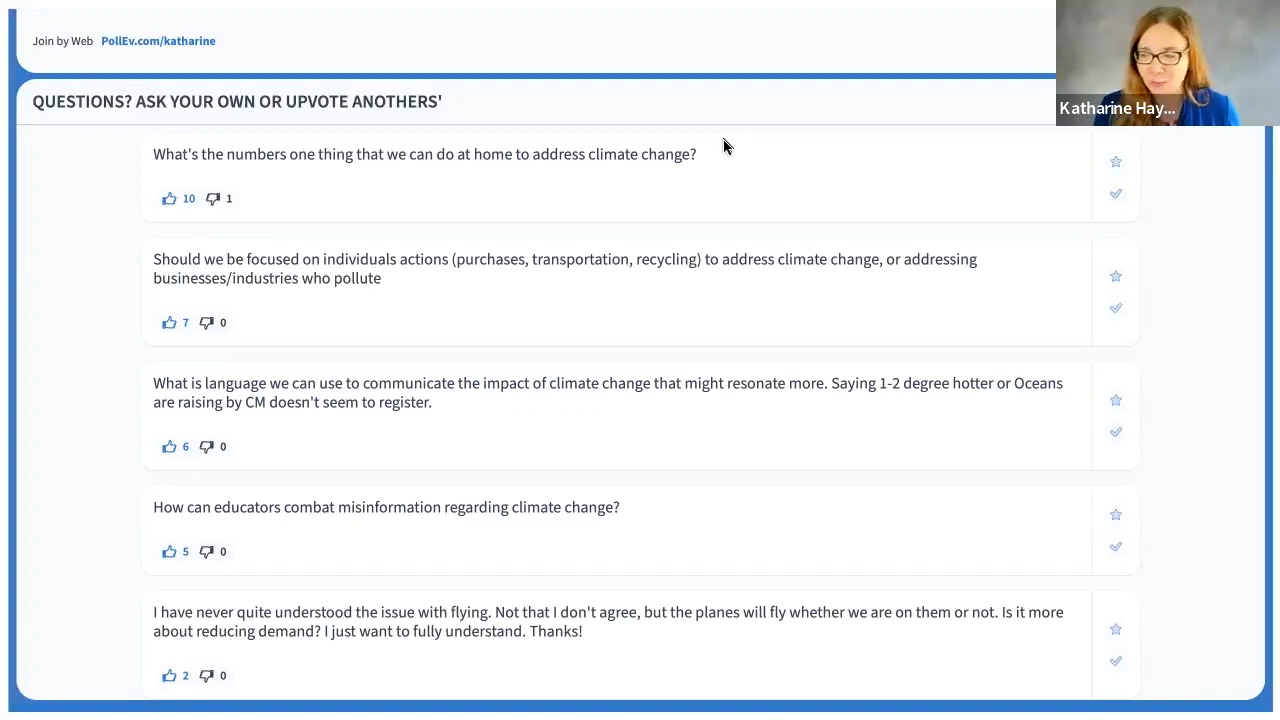 Join by Web PollEv.com/katharine
QUESTIONS? ASK YOUR OWN OR UPVOTE ANOTHERS'
Katharine Hay...
What's the numbers one thing that we can do at home to address climate change?
10 1
Should we be focused on individuals actions (purchases, transportation, recycling) to address climate change, or addressing
businesses/industries who pollute
7 0
What is language we can use to communicate the impact of climate change that might resonate more. Saying 1-2 degree hotter or Oceans
are raising by CM doesn't seem to register.
6 0
How can educators combat misinformation regarding climate change?
5 0
I have never quite understood the issue with flying. Not that I don't agree, but the planes will fly whether we are on them or not. Is it more
about reducing demand? I just want to fully understand. Thanks!
2 0